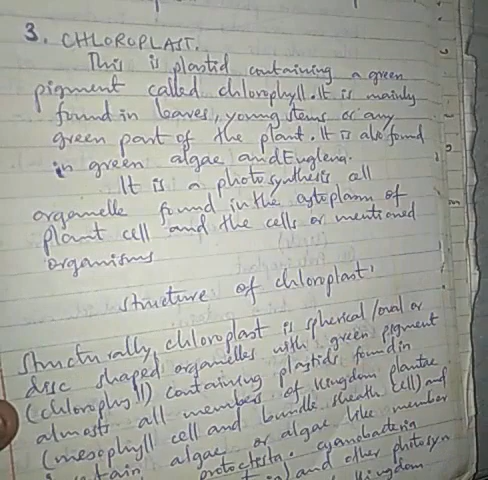 3. CHLOROPLAST.
This is plastid containing a green
pigment called chlorophyll. It is mainly
found in leaves, young stems or any
green part of the plant. It is also found
in green algae and Euglena.
It is a photosynthesis cell
organelle found in the cytoplasm of
plant cell and the cells or mentioned
organisms
Structure of chloroplast'
Structurally, chloroplast is spherical / oval or
disc shaped organelles with green pigment
(chlorophyll) containing plastids found in
almosts all members of kingdom plantae
(mesophyll cell and bundle sheath cell) and
algae or algae like member
protoctista, cyanobacteria
and other photosyn
kingdom